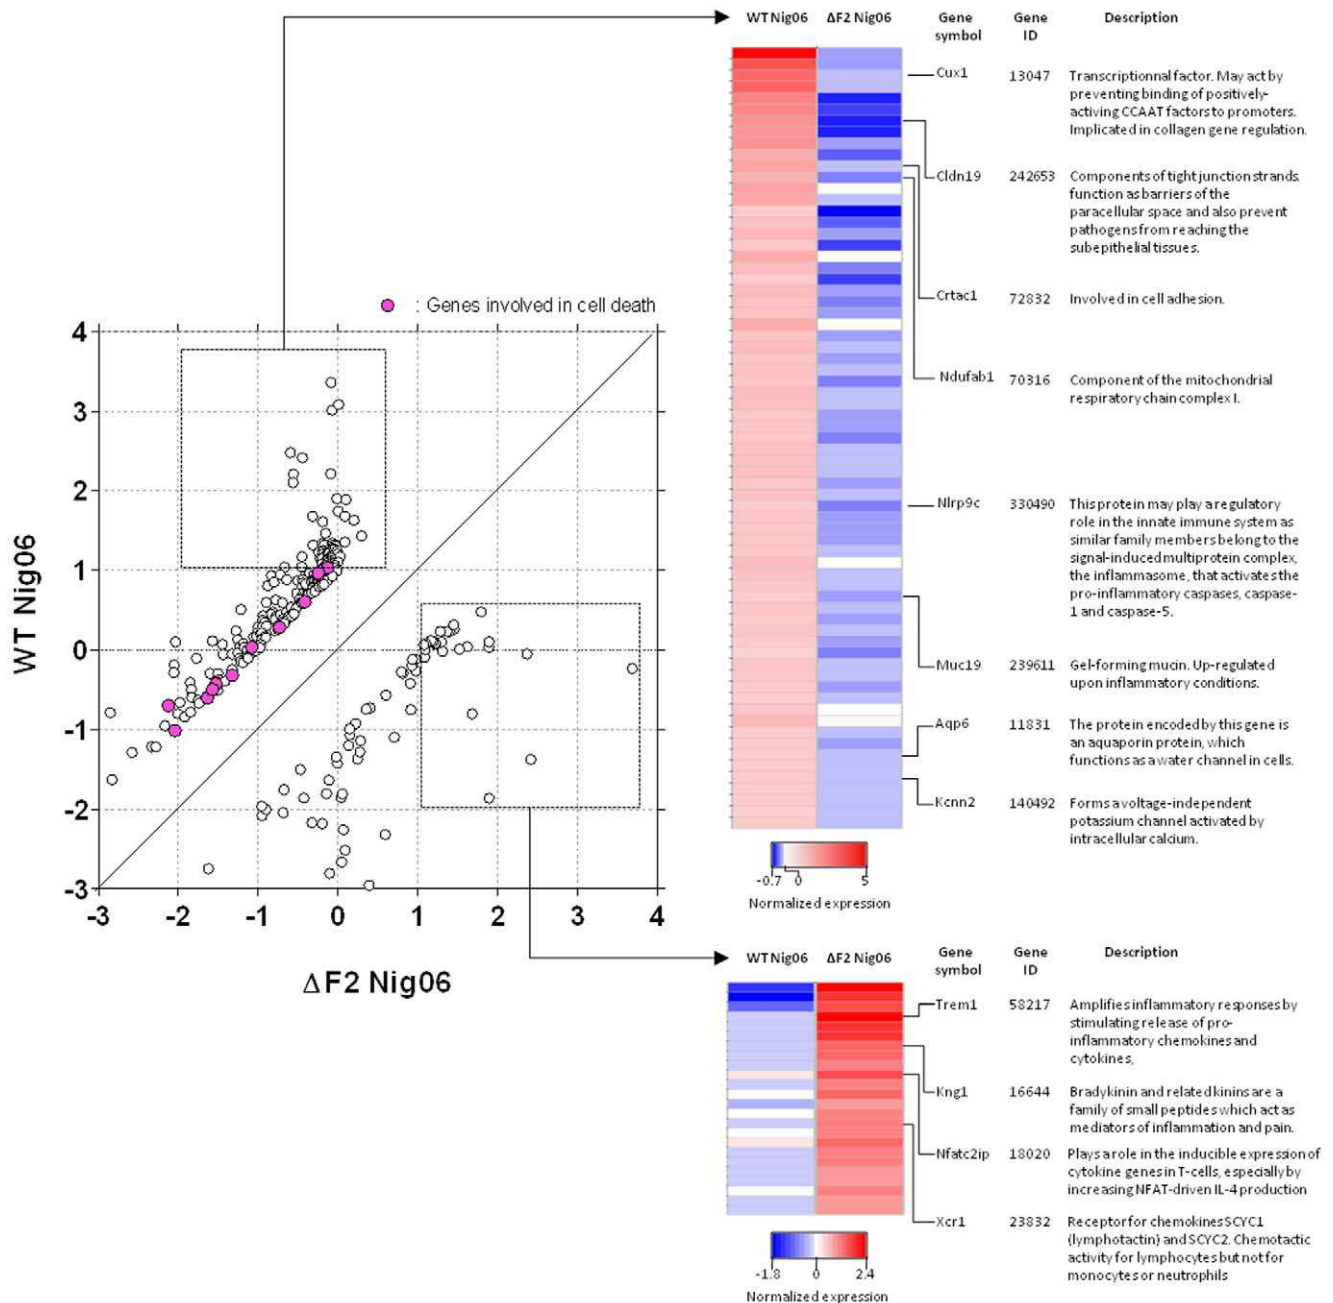 WT Nig06 ΔF2 Nig06 Gene symbol Gene ID Description
Cux1 13047 Transcriptionnal factor. May act by
preventing binding of positively-
activing CCAAT factors to promoters.
Implicated in collagen gene regulation.
Cldn19 242653 Components of tight junction strands.
function as barriers of the
paracellular space and also prevent
pathogens from reaching the
subepithelial tissues.
Crtac1 72832 Involved in cell adhesion.
Ndufab1 70316 Component of the mitochondrial
respiratory chain complex I.
Nlrp9c 330490 This protein may play a regulatory
role in the innate immune system as
similar family members belong to the
signal-induced multiprotein complex,
the inflammasome, that activates the
pro-inflammatory caspases, caspase-
1 and caspase-5.
Muc19 239611 Gel-forming mucin. Up-regulated
upon inflammatory conditions.
Aqp6 11831 The protein encoded by this gene is
an aquaporin protein, which
functions as a water channel in cells.
Kcnn2 140492 Forms a voltage-independent
potassium channel activated by
intracellular calcium.
-0.7 0 5
Normalized expression
: Genes involved in cell death
4
3
2
1
0
-1
-2
-3
WT Nig06
-3 -2 -1 0 1 2 3 4
ΔF2 Nig06
WT Nig06 ΔF2 Nig06 Gene symbol Gene ID Description
Trem1 58217 Amplifies inflammatory responses by
stimulating release of pro-
inflammatory chemokines and
cytokines,
Kng1 16644 Bradykinin and related kinins are a
family of small peptides which act as
mediators of inflammation and pain.
Nfatc2ip 18020 Plays a role in the inducible expression of
cytokine genes in T-cells, especially by
increasing NFAT-driven IL-4 production
Xcr1 23832 Receptor for chemokines SCYC1
(lymphotactin) and SCYC2. Chemotactic
activity for lymphocytes but not for
monocytes or neutrophils
-1.8 0 2.4
Normalized expression